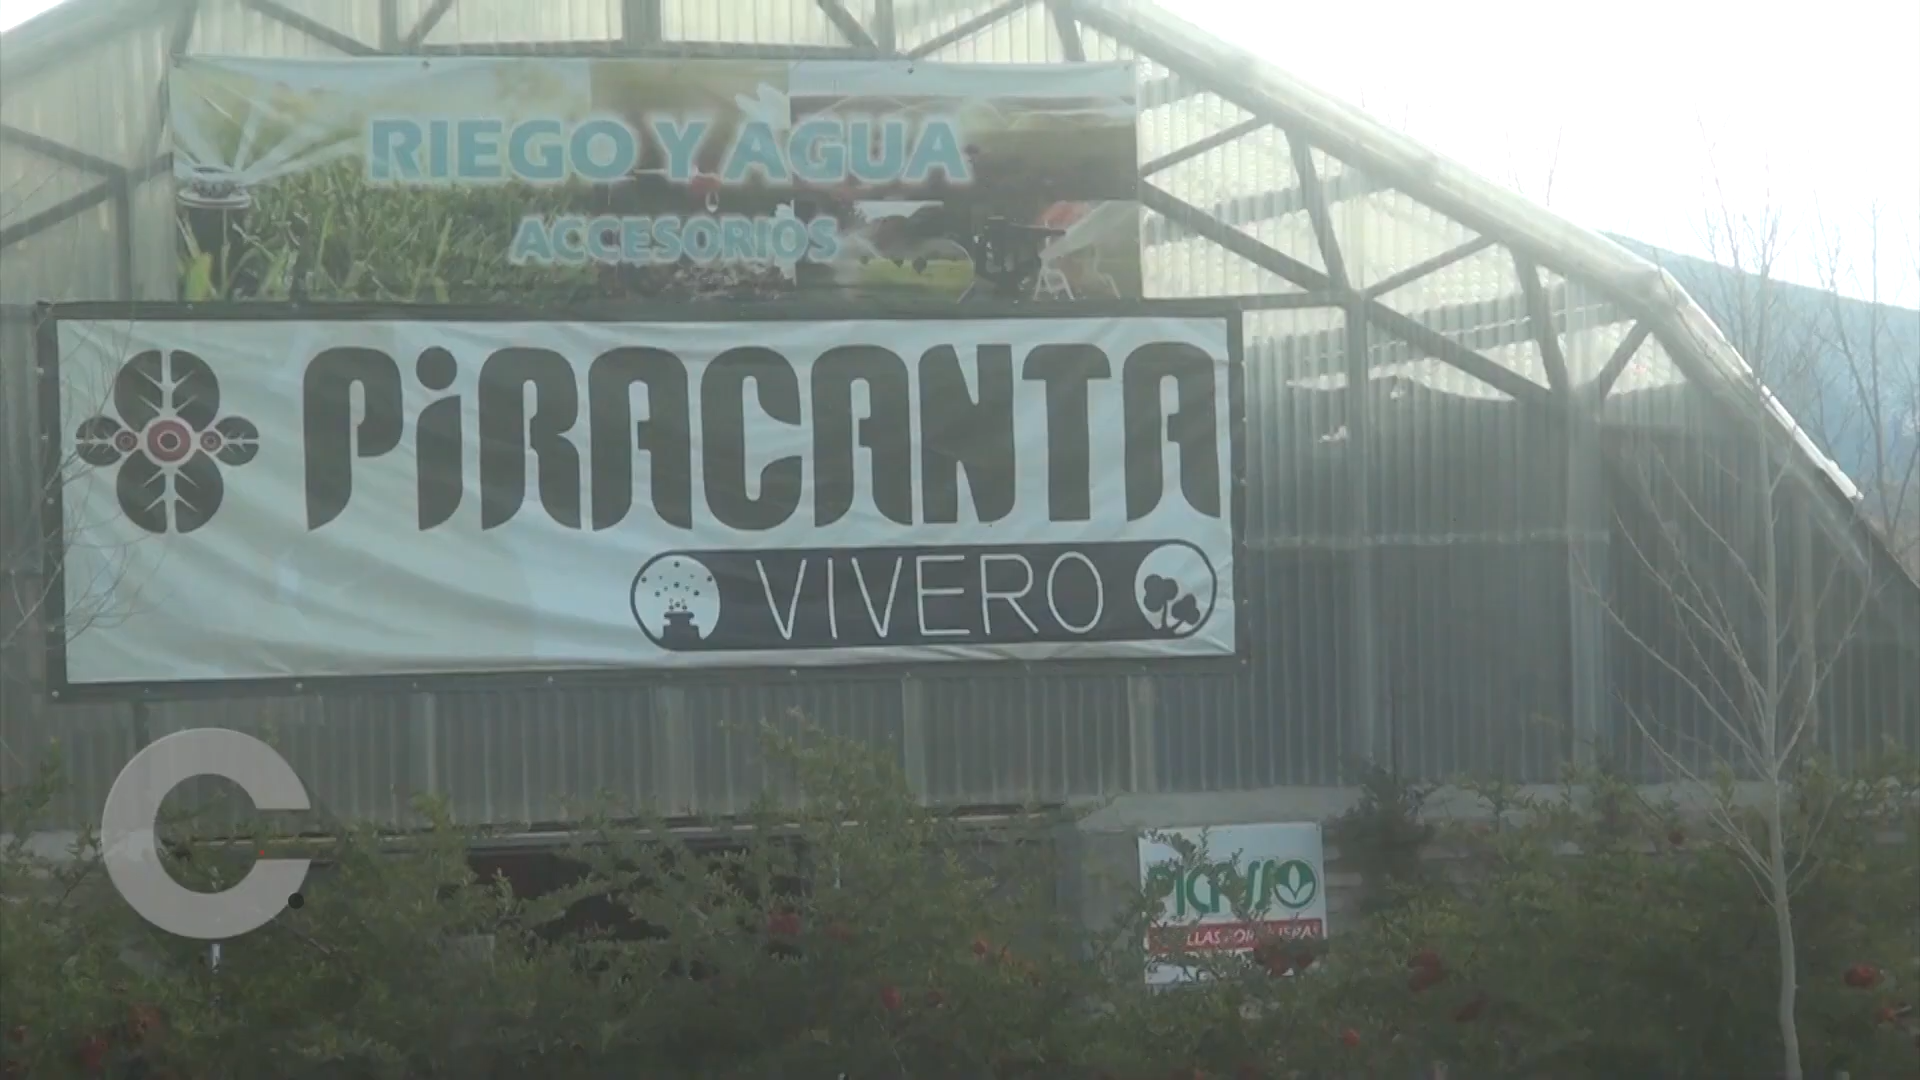 RIEGO Y AGUA
ACCESORIOS
PiRACANTA
VIVERO
C.
PICASSO